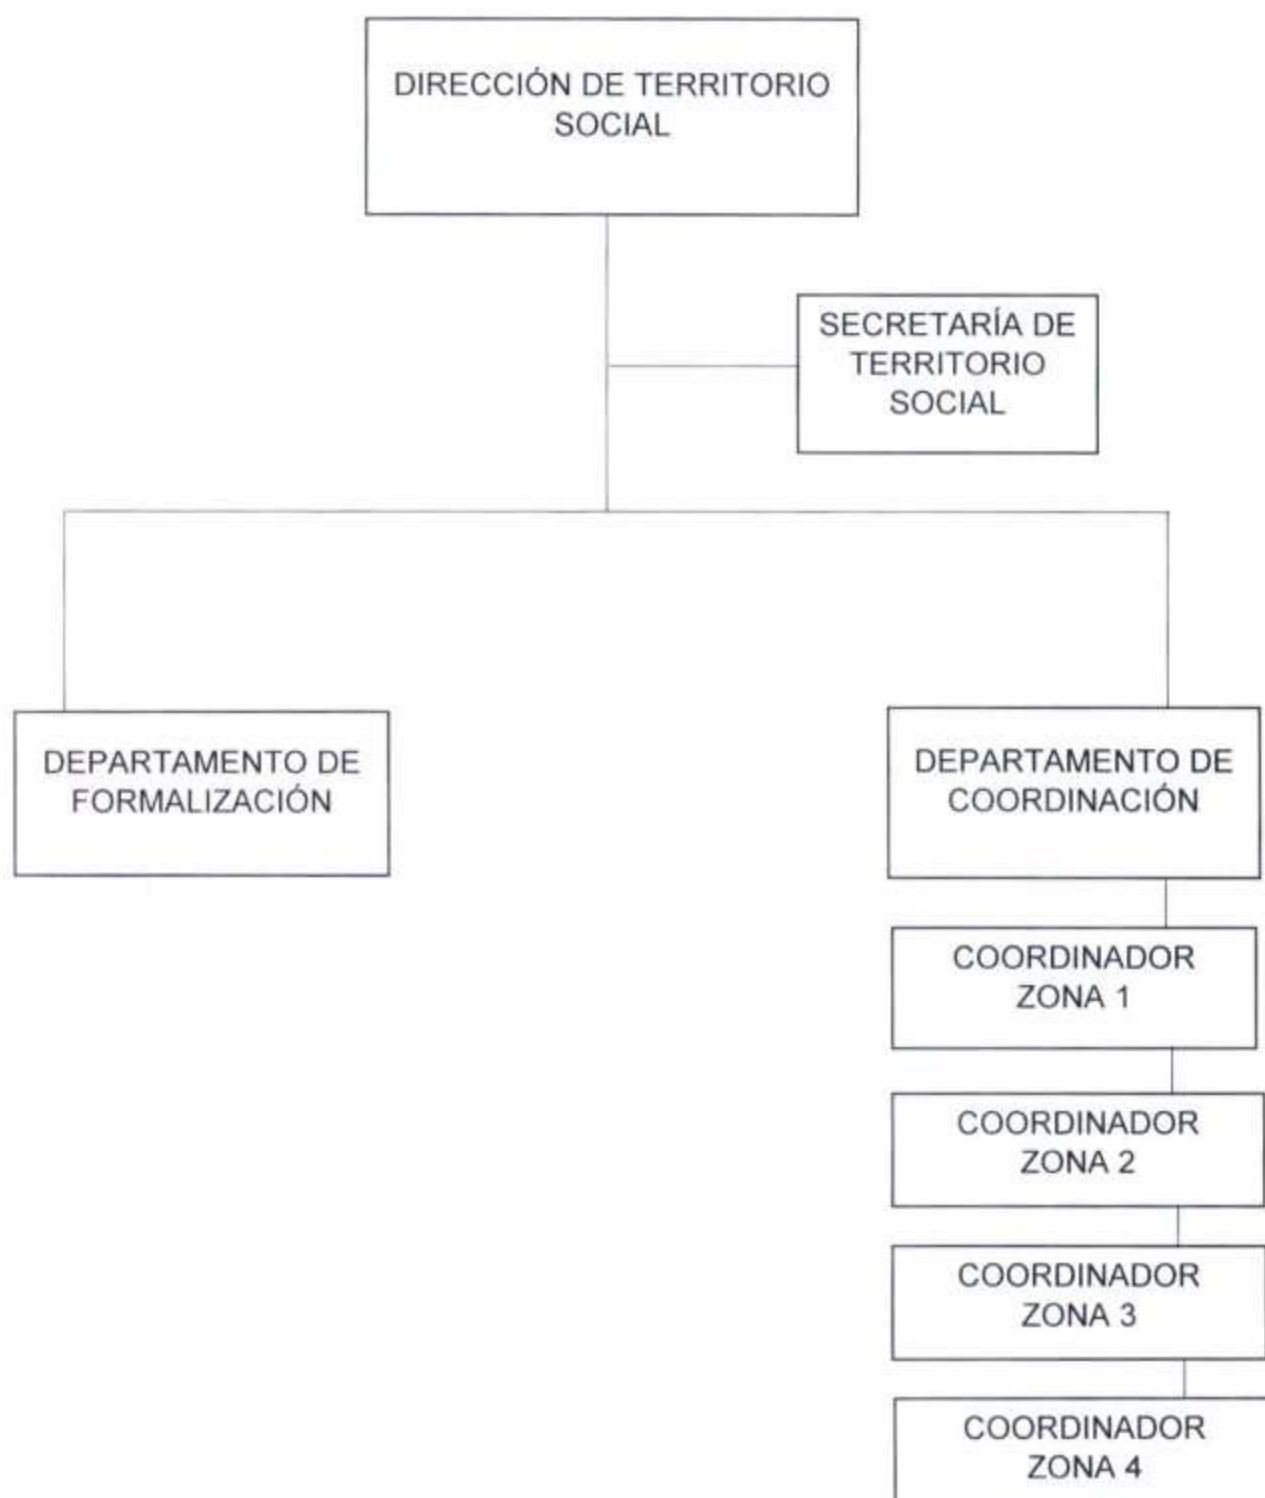 DIRECCIÓN DE TERRITORIO
SOCIAL
SECRETARÍA DE
TERRITORIO
SOCIAL
DEPARTAMENTO DE
FORMALIZACIÓN
DEPARTAMENTO DE
COORDINACIÓN
COORDINADOR
ZONA 1
COORDINADOR
ZONA 2
COORDINADOR
ZONA 3
COORDINADOR
ZONA 4